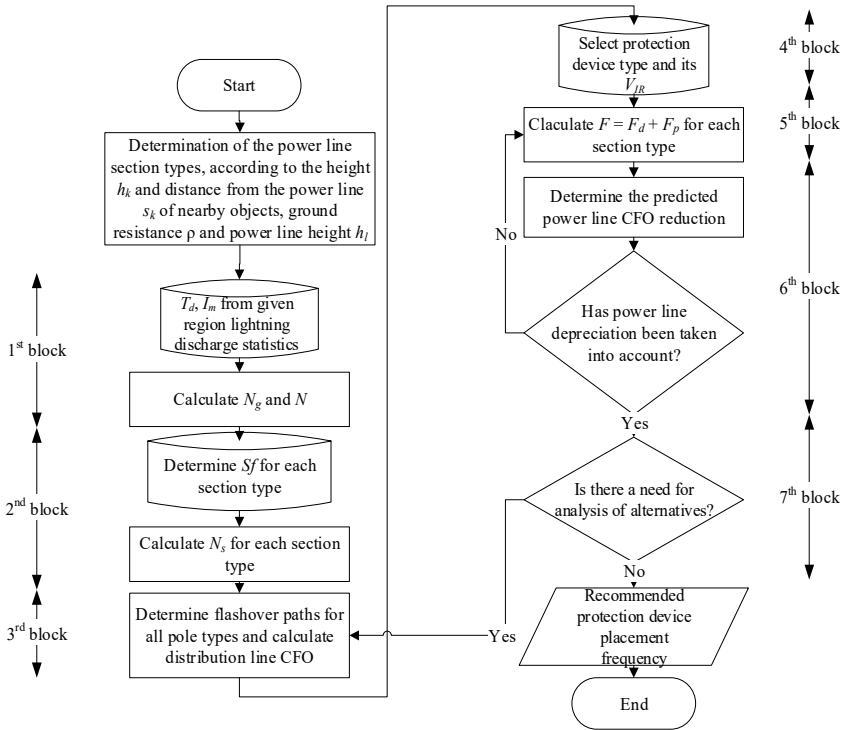 Start
Determination of the power line
section types, according to the height
h_k and distance from the power line
s_k of nearby objects, ground
resistance ρ and power line height h_l
1st block
T_d, I_m from given
region lightning
discharge statistics
Calculate N_g and N
2nd block
Determine Sf for each
section type
Calculate N_s for each section
type
3rd block
Determine flashover paths for
all pole types and calculate
distribution line CFO
4th block
Select protection
device type and its
V_IR
5th block
Claculate F = F_d + F_p for each
section type
6th block
Determine the predicted
power line CFO reduction
No
Has power line
depreciation been taken
into account?
Yes
7th block
Is there a need for
analysis of alternatives?
No
Yes
Recommended
protection device
placement
frequency
End